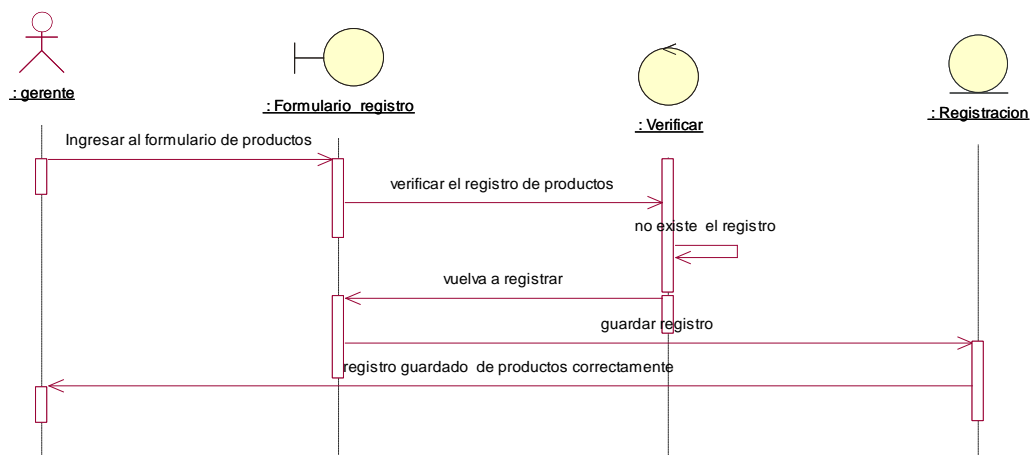 : gerente
: Formulario registro
: Verificar
: Registracion
Ingresar al formulario de productos
verificar el registro de productos
no existe el registro
vuelva a registrar
guardar registro
registro guardado de productos correctamente